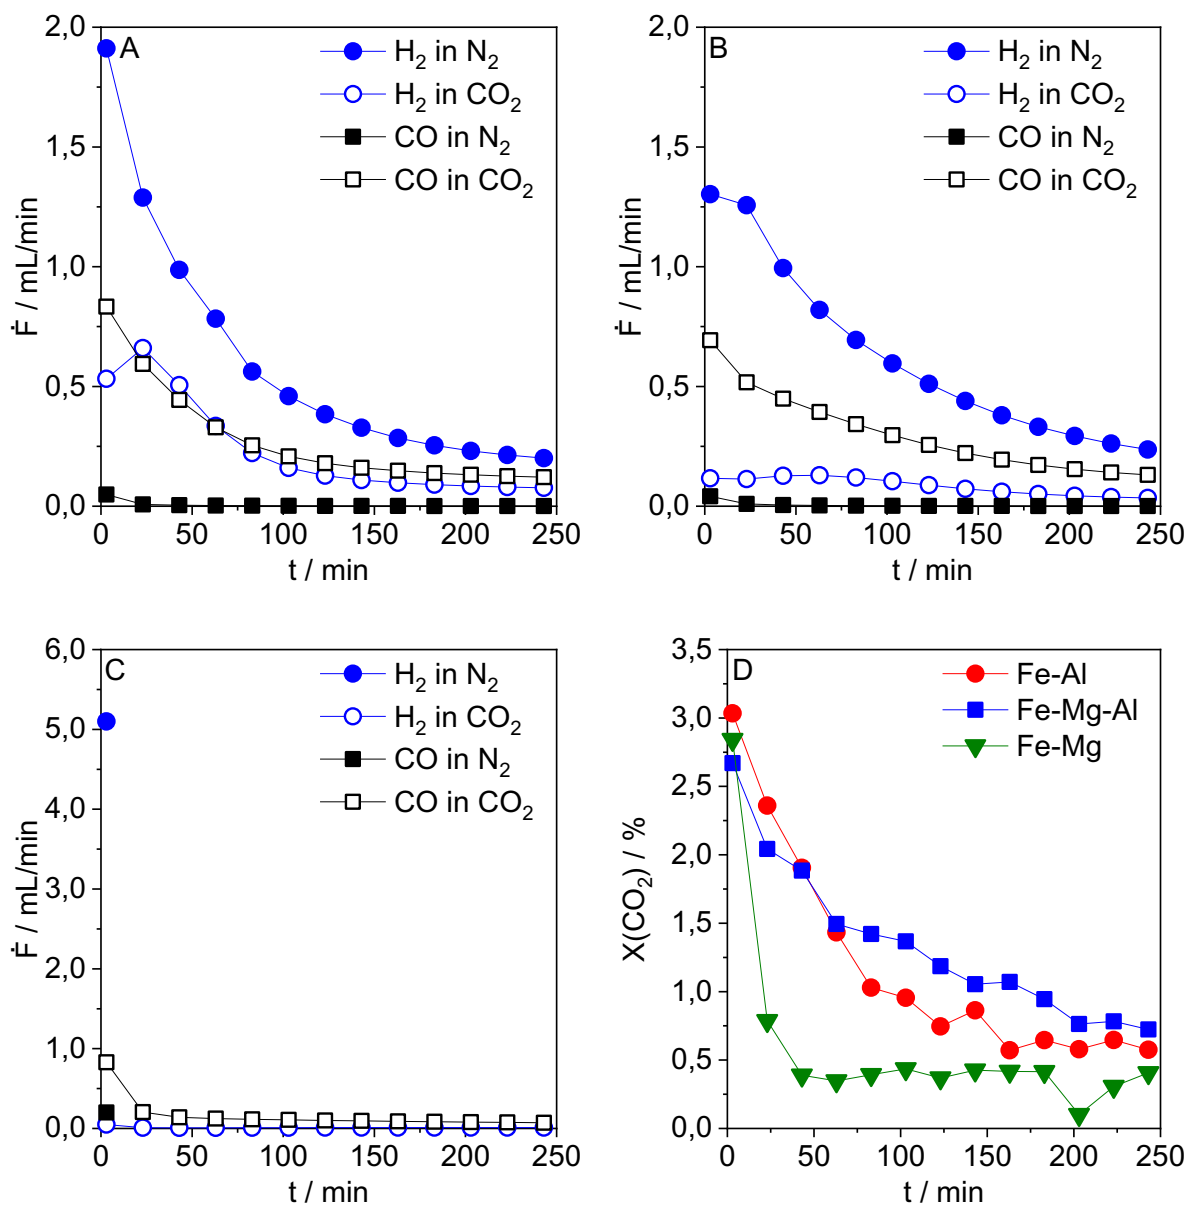 A
H2 in N2
H2 in CO2
CO in N2
CO in CO2
2,0
1,5
1,0
0,5
0,0
Ḟ / mL/min
0 50 100 150 200 250
t / min
B
H2 in N2
H2 in CO2
CO in N2
CO in CO2
2,0
1,5
1,0
0,5
0,0
Ḟ / mL/min
0 50 100 150 200 250
t / min
C
H2 in N2
H2 in CO2
CO in N2
CO in CO2
6,0
5,0
4,0
3,0
2,0
1,0
0,0
Ḟ / mL/min
0 50 100 150 200 250
t / min
D
Fe-Al
Fe-Mg-Al
Fe-Mg
3,5
3,0
2,5
2,0
1,5
1,0
0,5
0,0
X(CO2) / %
0 50 100 150 200 250
t / min